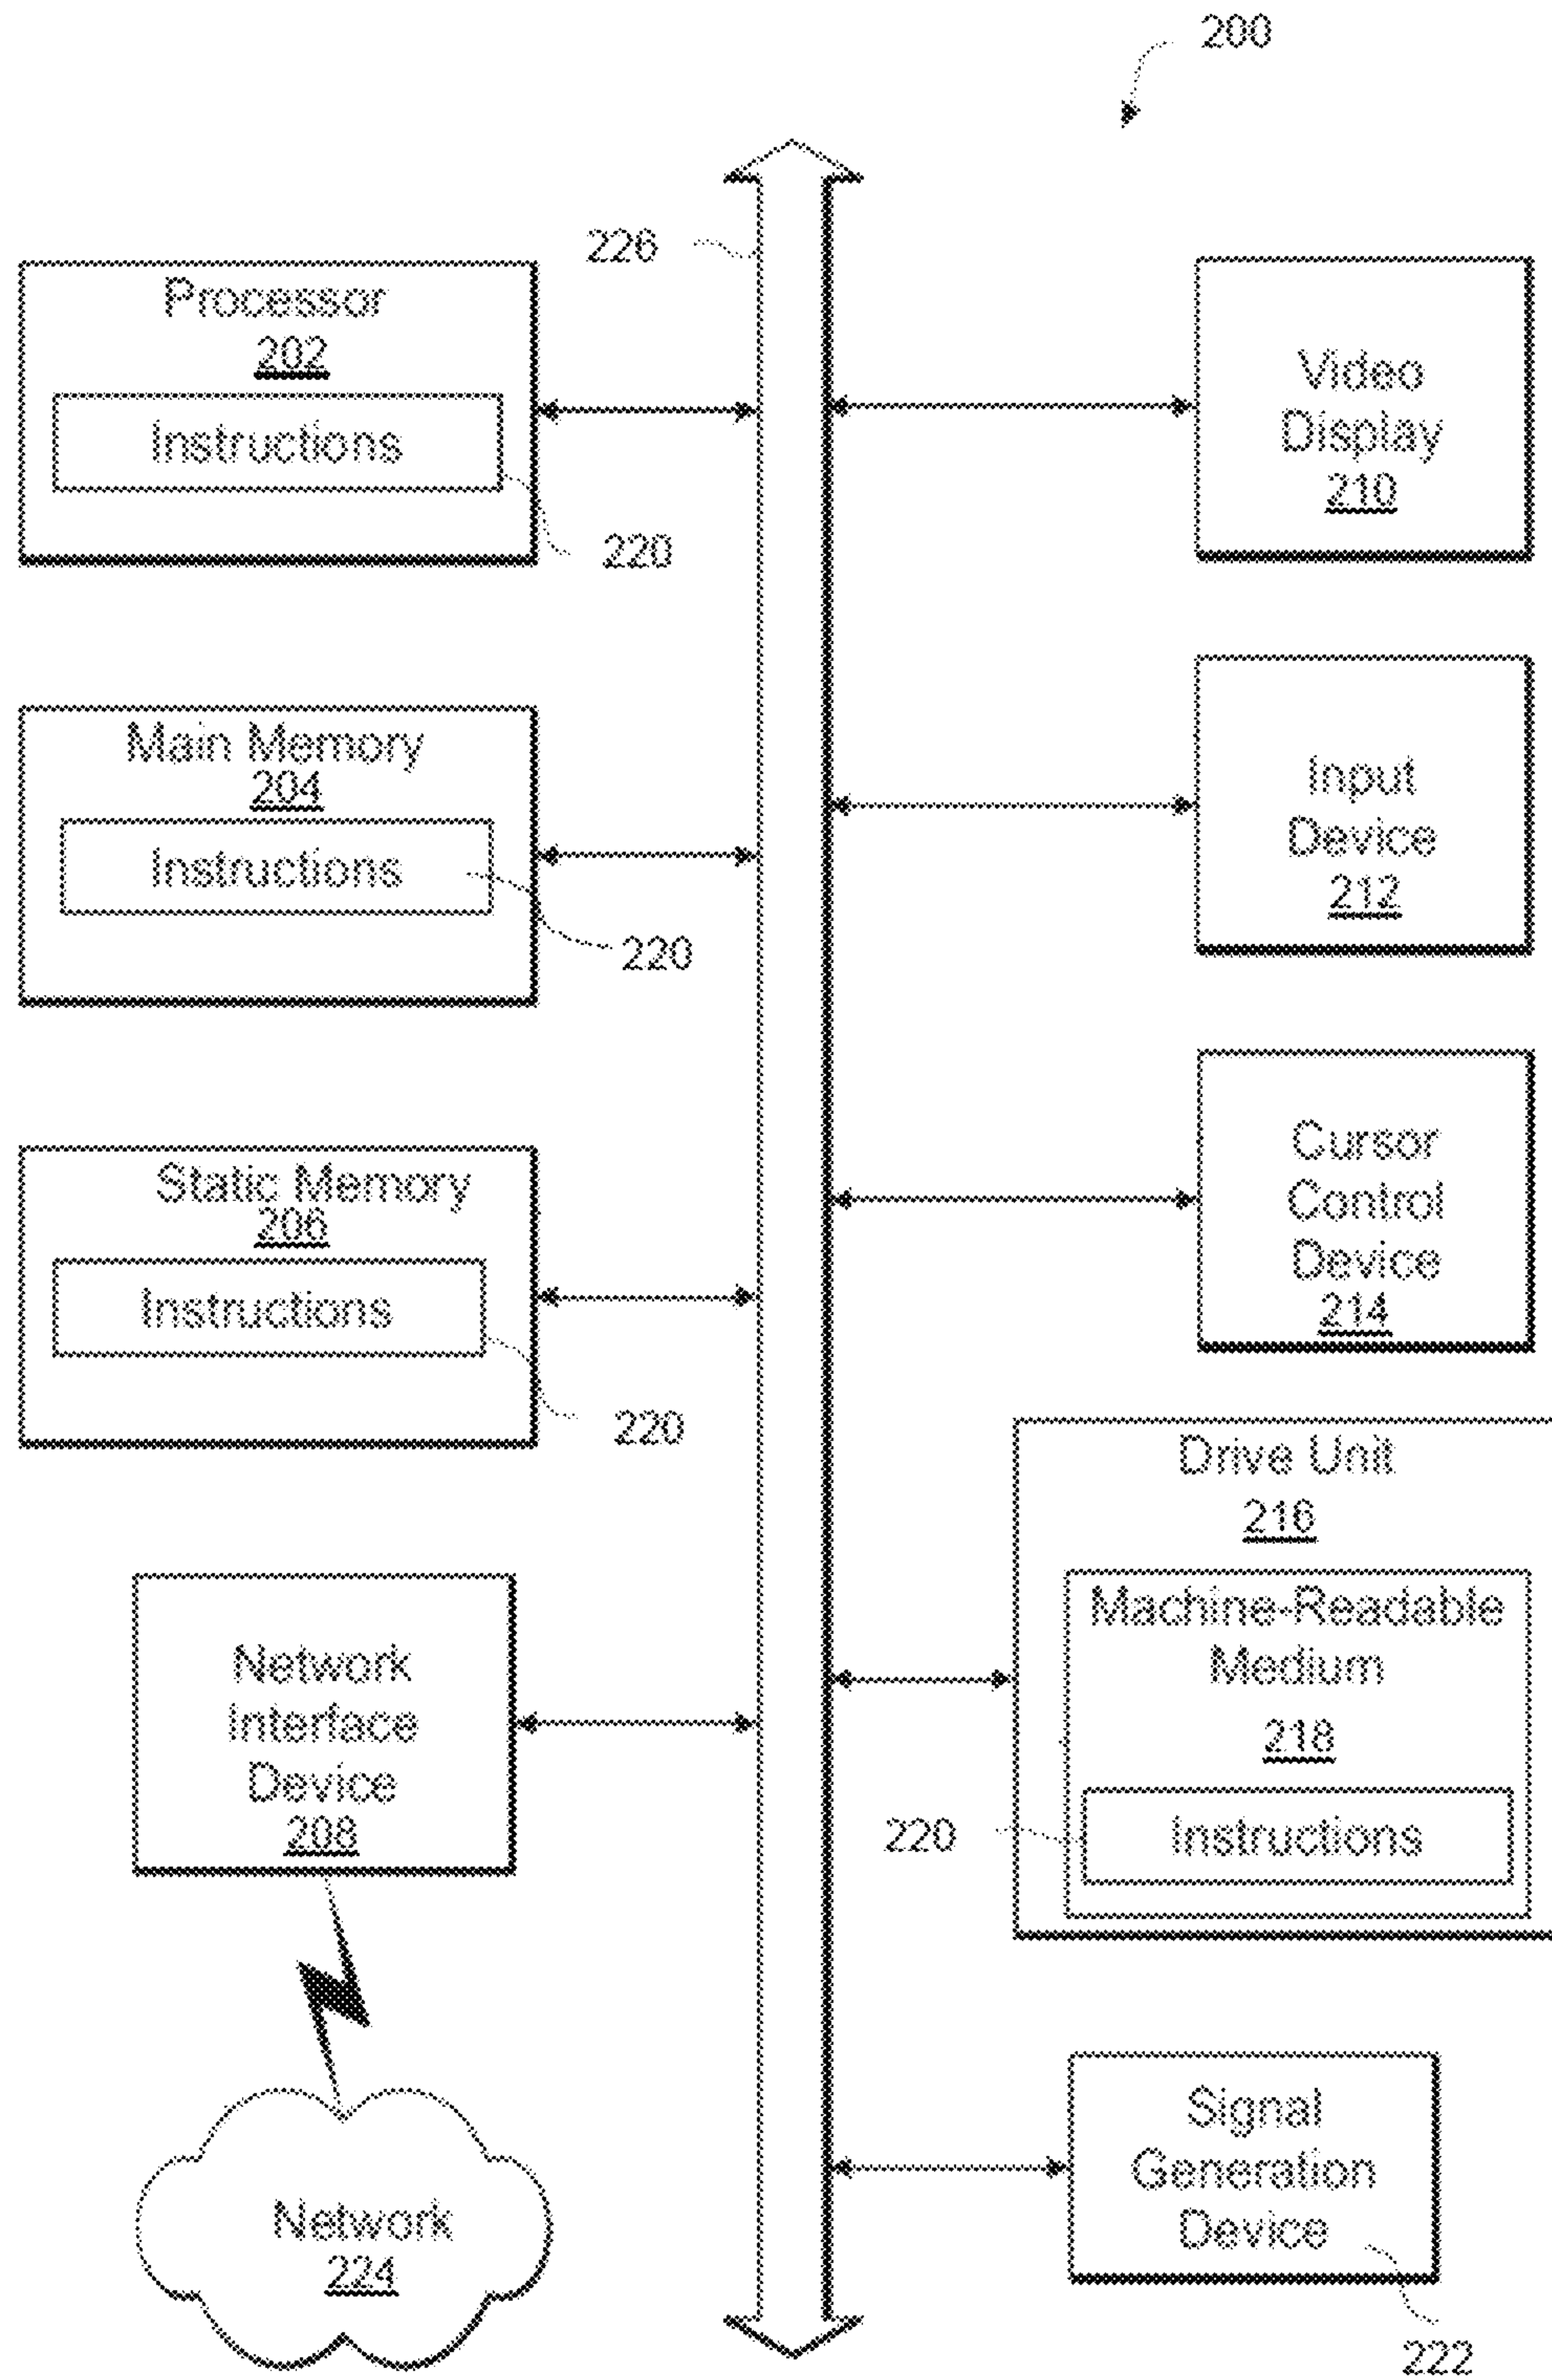 200
226
Processor
202
Instructions
220
Main Memory
204
Instructions
220
Static Memory
206
Instructions
220
Network
Interface
Device
208
Network
224
Video
Display
210
Input
Device
212
Cursor
Control
Device
214
Drive Unit
216
Machine-Readable
Medium
218
220
Instructions
Signal
Generation
Device
222